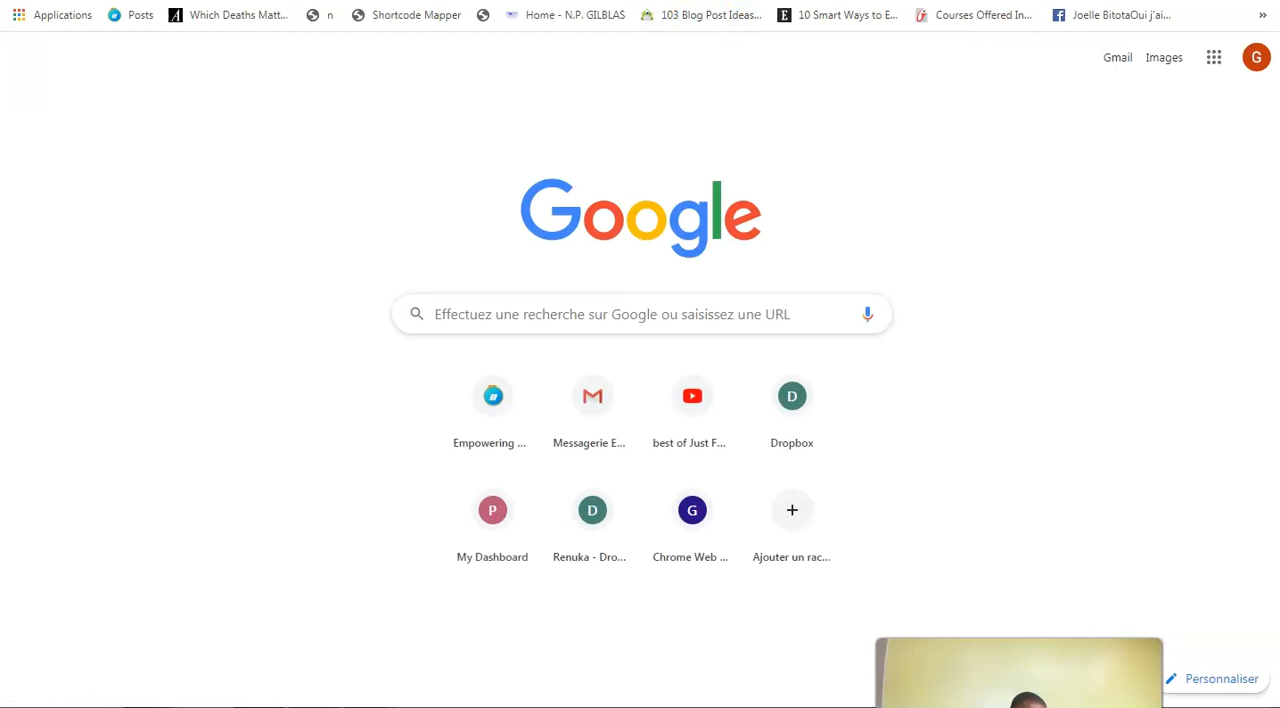 Applications Posts A Which Deaths Matt... n Shortcode Mapper Home - N.P. GILBLAS 103 Blog Post Ideas... E 10 Smart Ways to E... Courses Offered In... Joelle BitotaOui j'ai... »
Gmail Images G
Google
Effectuez une recherche sur Google ou saisissez une URL
D
Empowering ... Messagerie E... best of Just F... Dropbox
P D G +
My Dashboard Renuka - Dro... Chrome Web ... Ajouter un rac...
Personnaliser